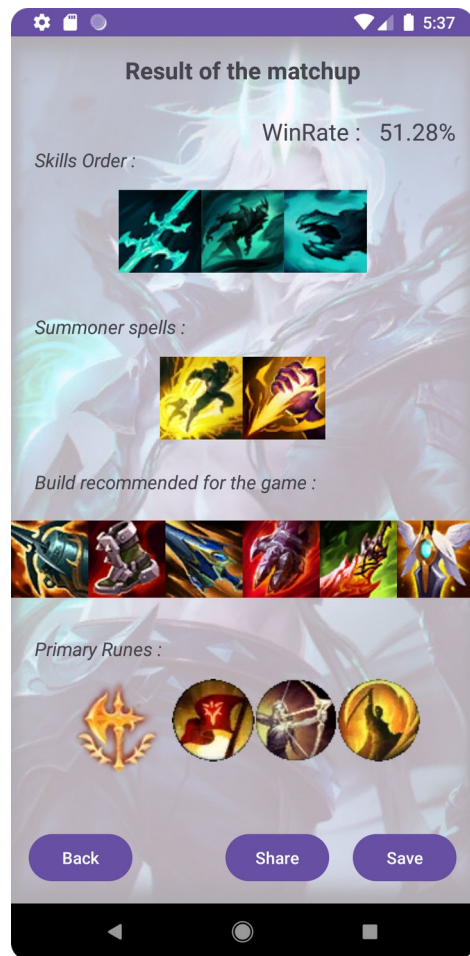 5:37
Result of the matchup
WinRate : 51.28%
Skills Order :
Summoner spells :
Build recommended for the game :
Primary Runes :
Back Share Save